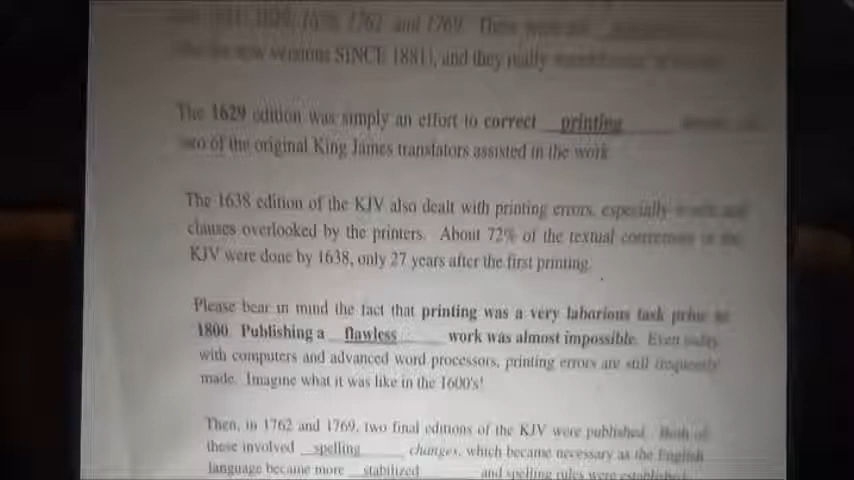 1762 and 1769. There
new versions SINCE 1881), and they really
The 1629 edition was simply an effort to correct printing
two of the original King James translators assisted in the work
The 1638 edition of the KJV also dealt with printing errors, especially words and
clauses overlooked by the printers. About 72% of the textual corrections in the
KJV were done by 1638, only 27 years after the first printing.
Please bear in mind the fact that printing was a very laborious task prior to
1800. Publishing a flawless work was almost impossible. Even today
with computers and advanced word processors, printing errors are still frequently
made. Imagine what it was like in the 1600's!
Then, in 1762 and 1769, two final editions of the KJV were published. Both of
these involved spelling changes, which became necessary as the English
language became more stabilized and spelling rules were established.